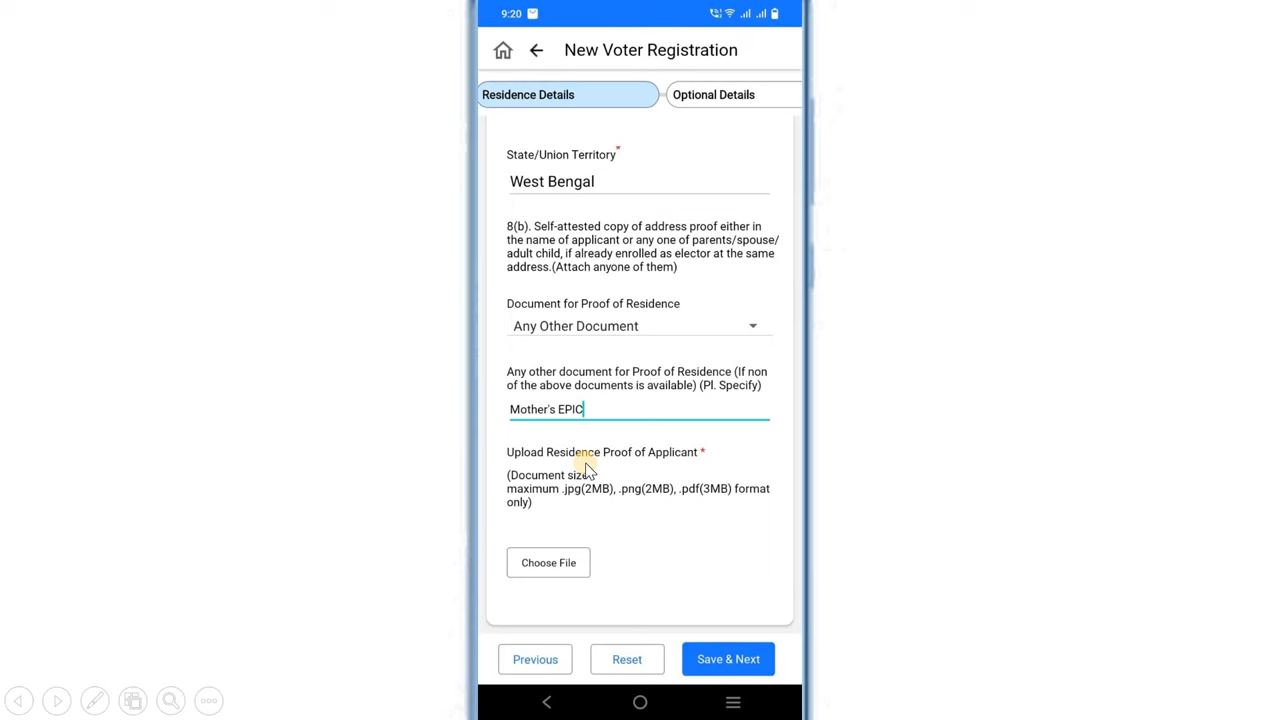 9:20
New Voter Registration
Residence Details
Optional Details
State/Union Territory*
West Bengal
8(b). Self-attested copy of address proof either in
the name of applicant or any one of parents/spouse/
adult child, if already enrolled as elector at the same
address.(Attach anyone of them)
Document for Proof of Residence
Any Other Document
Any other document for Proof of Residence (If non
of the above documents is available) (Pl. Specify)
Mother's EPIC
Upload Residence Proof of Applicant *
(Document size
maximum .jpg(2MB), .png(2MB), .pdf(3MB) format
only)
Choose File
Previous
Reset
Save & Next